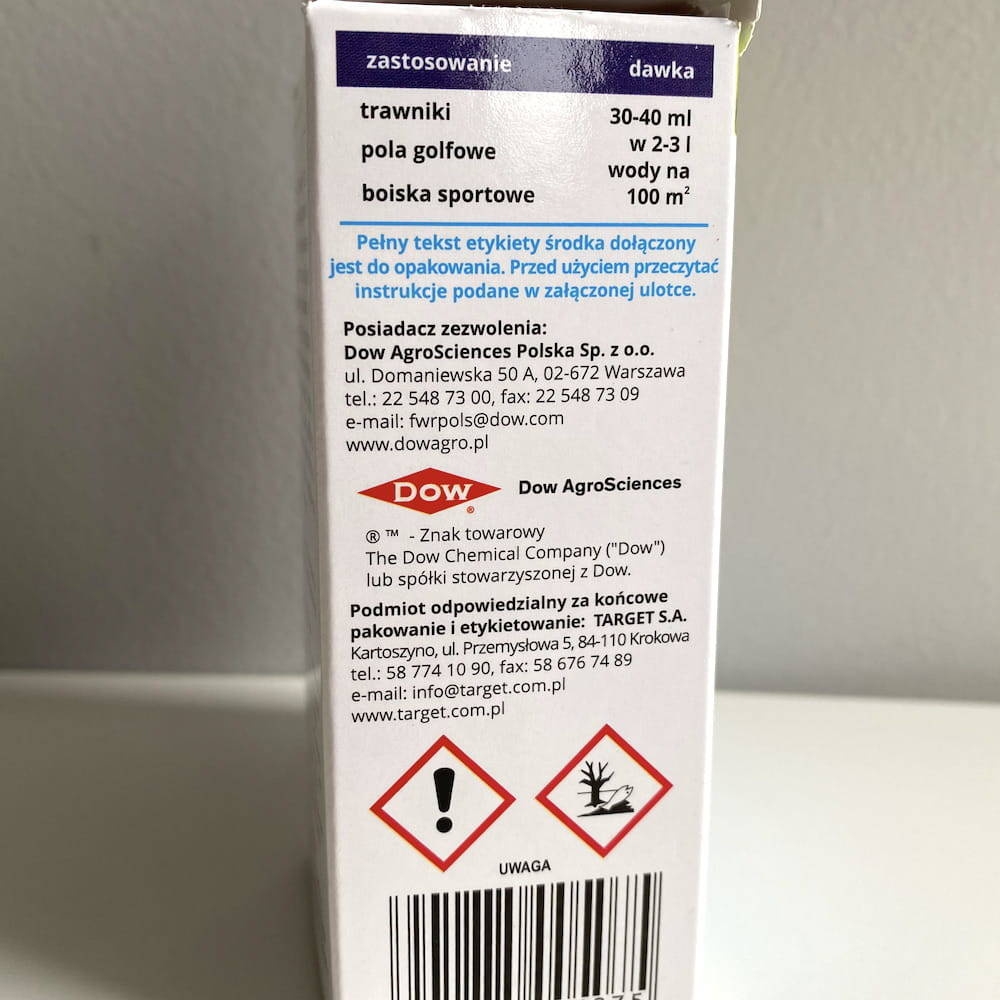 zastosowanie dawka
trawniki 30-40 ml
pola golfowe w 2-3 l
wody na
boiska sportowe 100 m²
Pełny tekst etykiety środka dołączony
jest do opakowania. Przed użyciem przeczytać
instrukcje podane w załączonej ulotce.
Posiadacz zezwolenia:
Dow AgroSciences Polska Sp. z o.o.
ul. Domaniewska 50 A, 02-672 Warszawa
tel.: 22 548 73 00, fax: 22 548 73 09
e-mail: fwrpols@dow.com
www.dowagro.pl
DOW® Dow AgroSciences
® ™ - Znak towarowy
The Dow Chemical Company ("Dow")
lub spółki stowarzyszonej z Dow.
Podmiot odpowiedzialny za końcowe
pakowanie i etykietowanie: TARGET S.A.
Kartoszyno, ul. Przemysłowa 5, 84-110 Krokowa
tel.: 58 774 10 90, fax: 58 676 74 89
e-mail: info@target.com.pl
www.target.com.pl
UWAGA